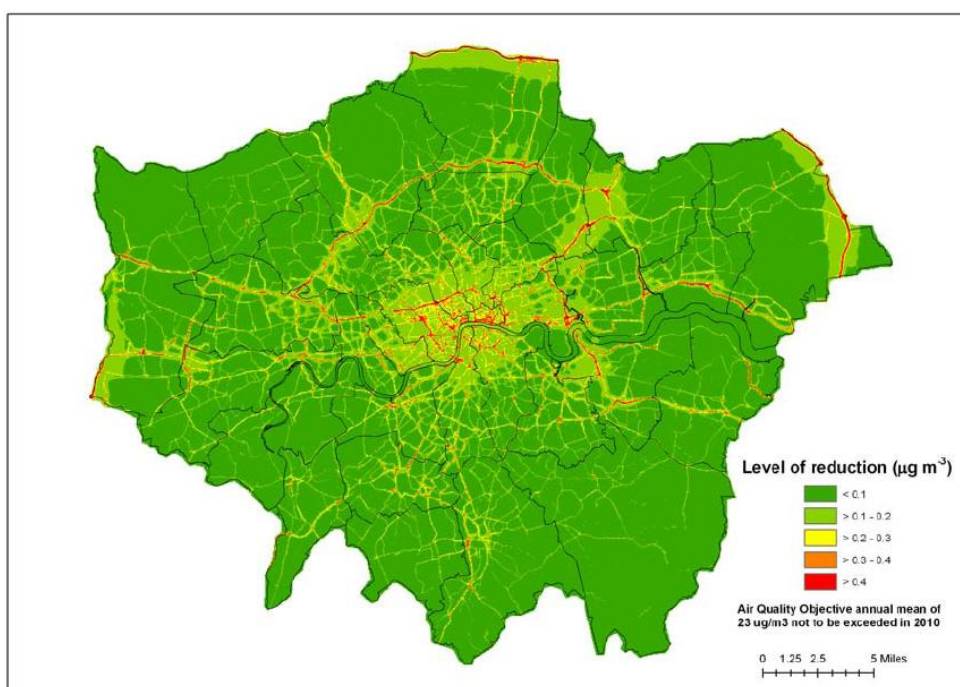 Level of reduction (µg m-3)
< 0.1
> 0.1 - 0.2
> 0.2 - 0.3
> 0.3 - 0.4
> 0.4
Air Quality Objective annual mean of
23 ug/m3 not to be exceeded in 2010
0 1.25 2.5 5 Miles